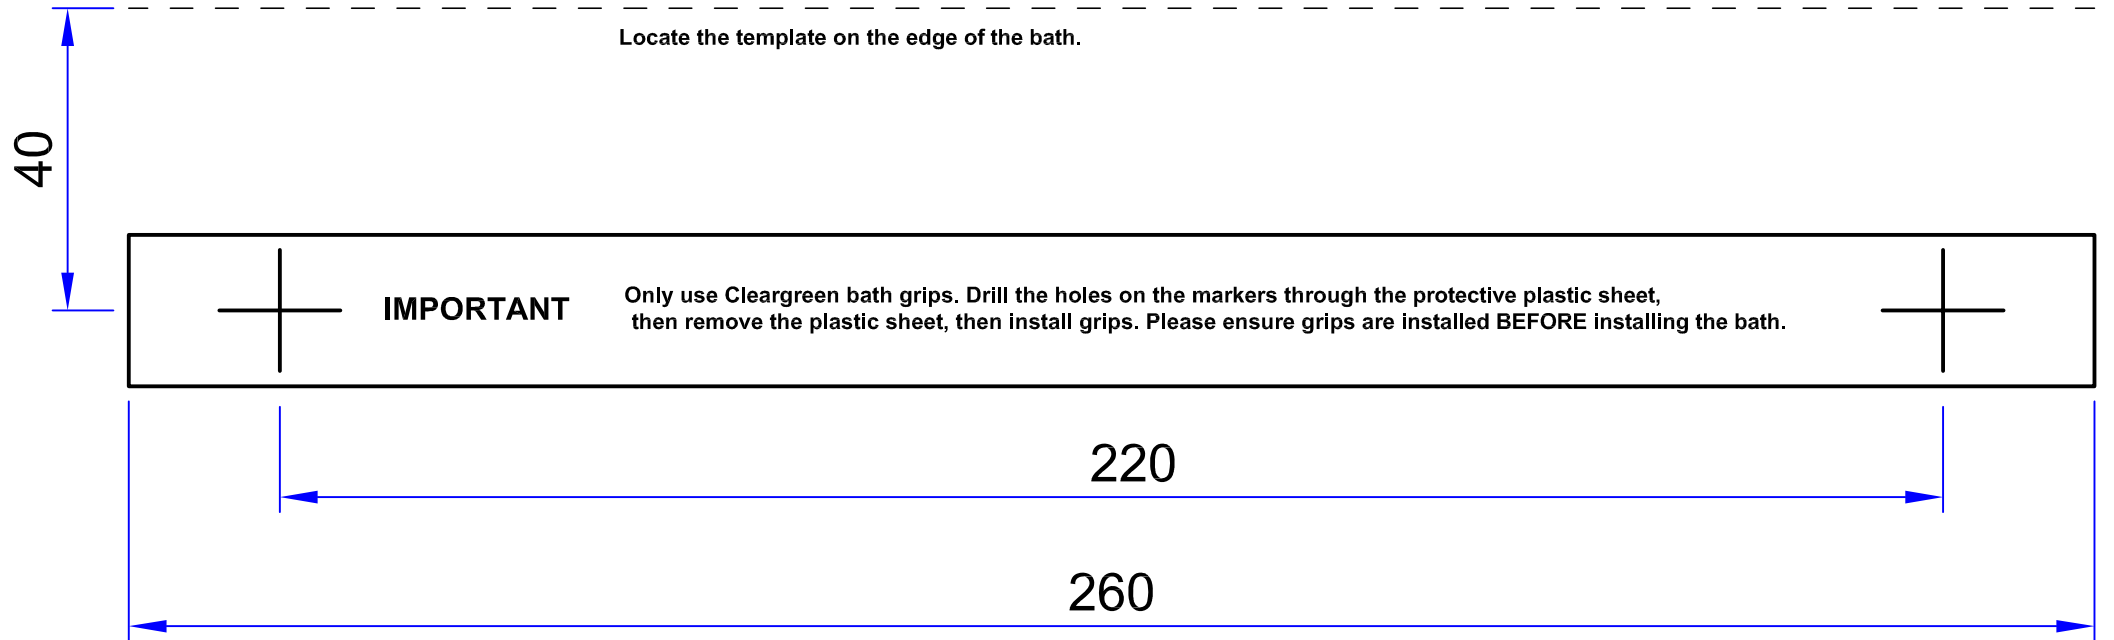 Locate the template on the edge of the bath.
40
IMPORTANT
Only use Cleargreen bath grips. Drill the holes on the markers through the protective plastic sheet,
then remove the plastic sheet, then install grips. Please ensure grips are installed BEFORE installing the bath.
220
260